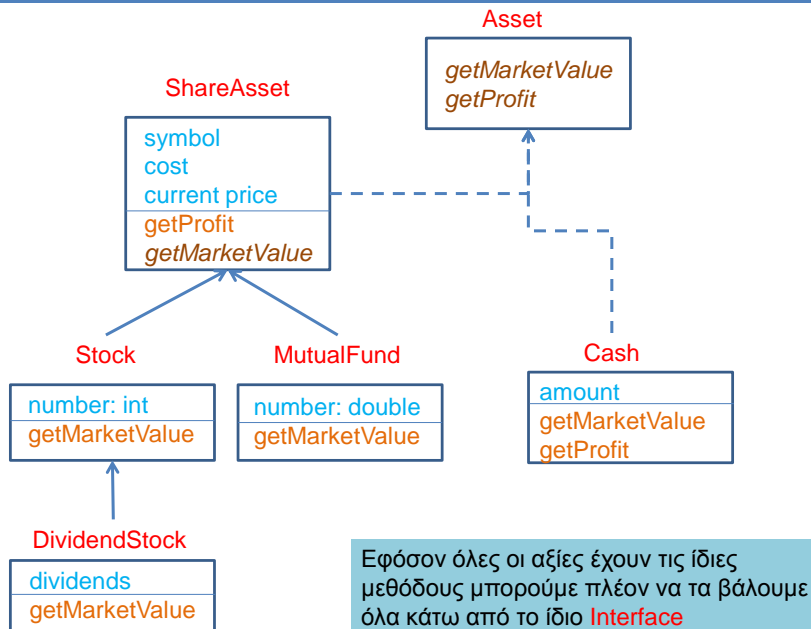 Asset
getMarketValue
getProfit
ShareAsset
symbol
cost
current price
getProfit
getMarketValue
Stock
number: int
getMarketValue
MutualFund
number: double
getMarketValue
Cash
amount
getMarketValue
getProfit
DividendStock
dividends
getMarketValue
Εφόσον όλες οι αξίες έχουν τις ίδιες
μεθόδους μπορούμε πλέον να τα βάλουμε
όλα κάτω από το ίδιο Interface